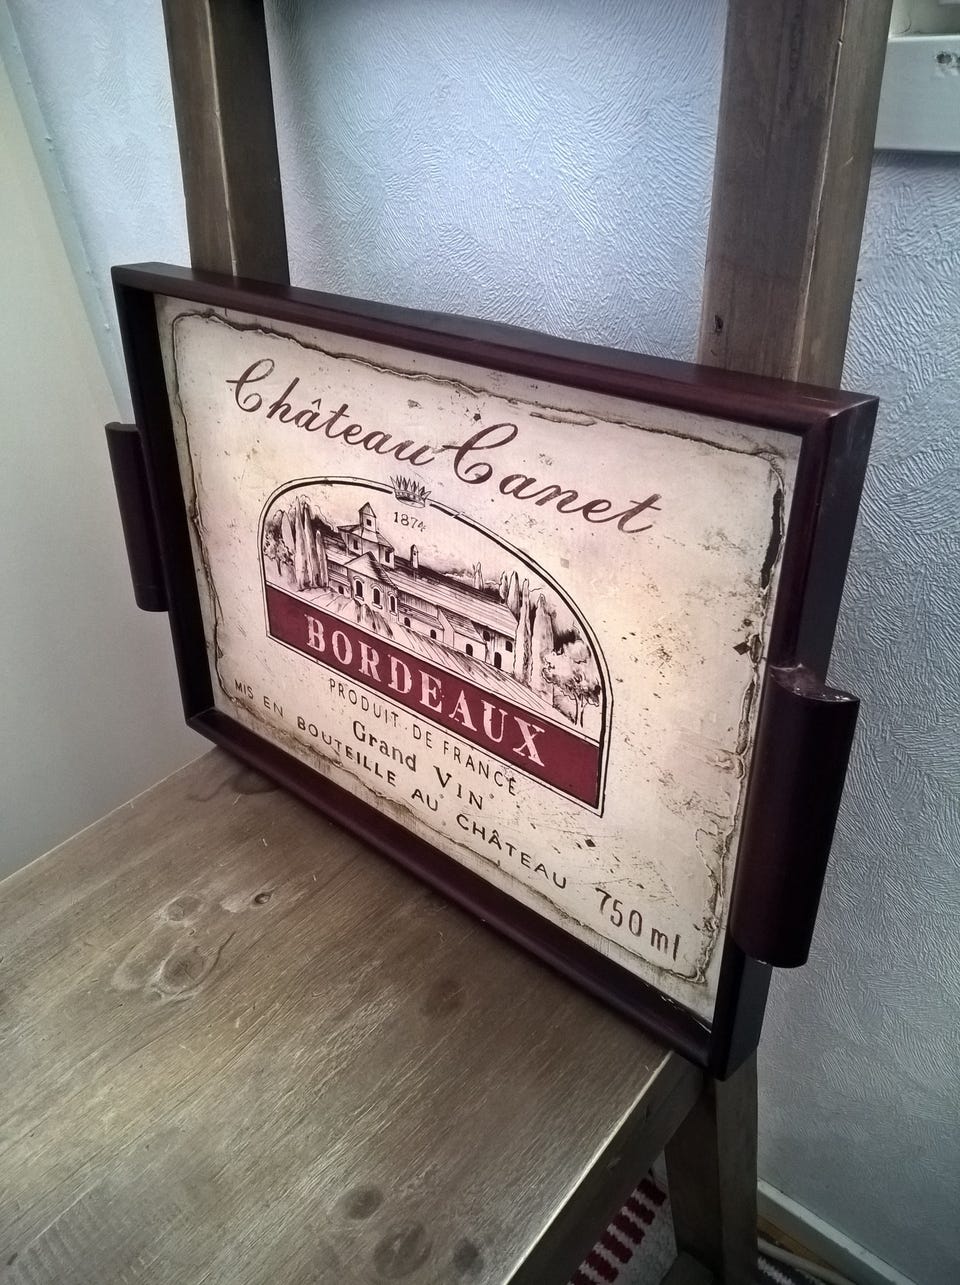 Château Canet
1874
BORDEAUX
PRODUIT DE FRANCE
Grand VIN
MIS EN BOUTEILLE AU CHÂTEAU
750 ml